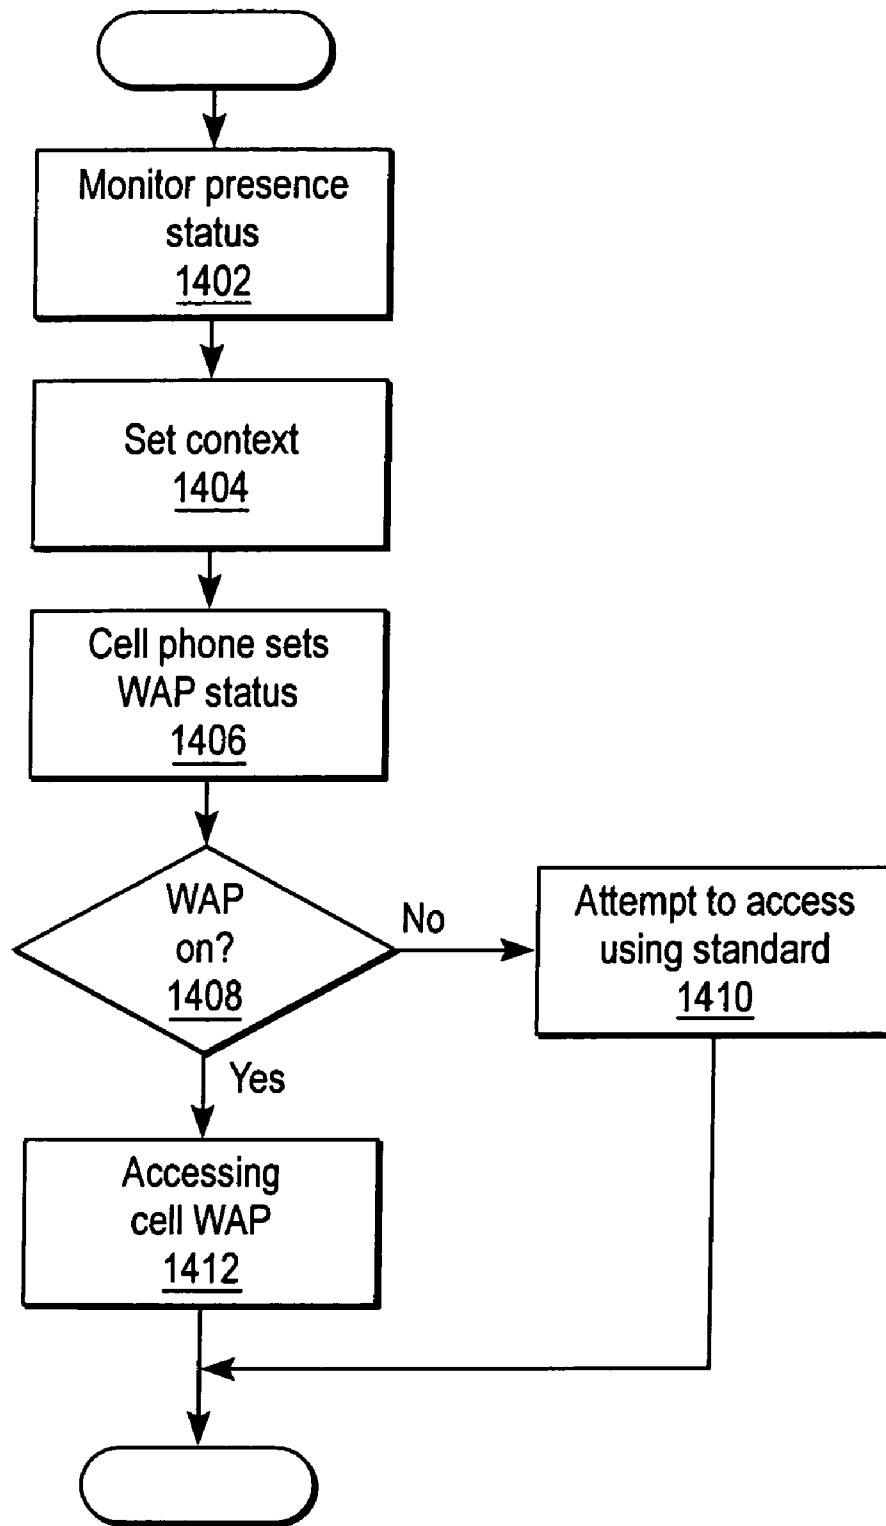 Monitor presence
status
1402
Set context
1404
Cell phone sets
WAP status
1406
WAP
on?
1408
No
Attempt to access
using standard
1410
Yes
Accessing
cell WAP
1412